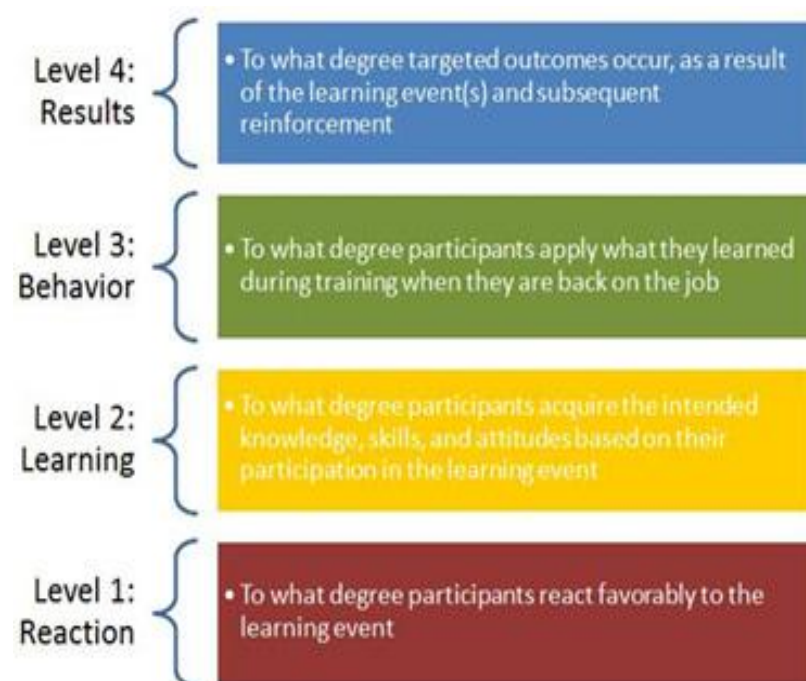 Level 4:
Results
• To what degree targeted outcomes occur, as a result
of the learning event(s) and subsequent
reinforcement
Level 3:
Behavior
• To what degree participants apply what they learned
during training when they are back on the job
Level 2:
Learning
• To what degree participants acquire the intended
knowledge, skills, and attitudes based on their
participation in the learning event
Level 1:
Reaction
• To what degree participants react favorably to the
learning event